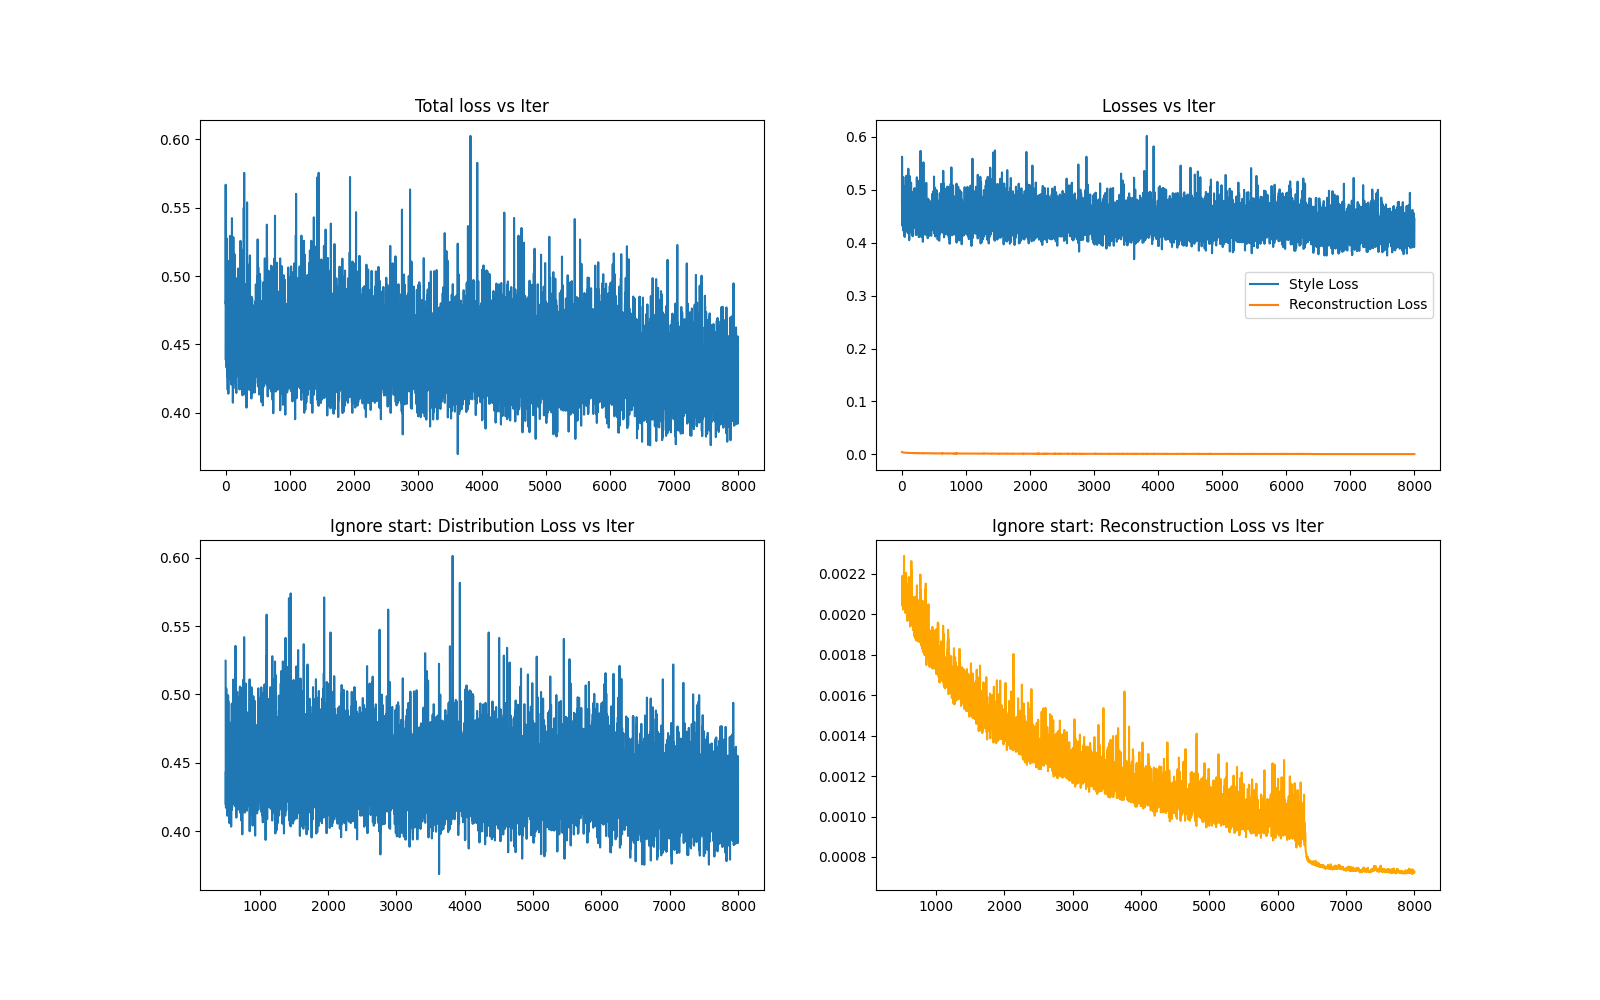 Total loss vs Iter
0.60
0.55
0.50
0.45
0.40
0 1000 2000 3000 4000 5000 6000 7000 8000
Losses vs Iter
0.6
0.5
0.4
0.3
0.2
0.1
0.0
Style Loss
Reconstruction Loss
0 1000 2000 3000 4000 5000 6000 7000 8000
Ignore start: Distribution Loss vs Iter
0.60
0.55
0.50
0.45
0.40
1000 2000 3000 4000 5000 6000 7000 8000
Ignore start: Reconstruction Loss vs Iter
0.0022
0.0020
0.0018
0.0016
0.0014
0.0012
0.0010
0.0008
1000 2000 3000 4000 5000 6000 7000 8000